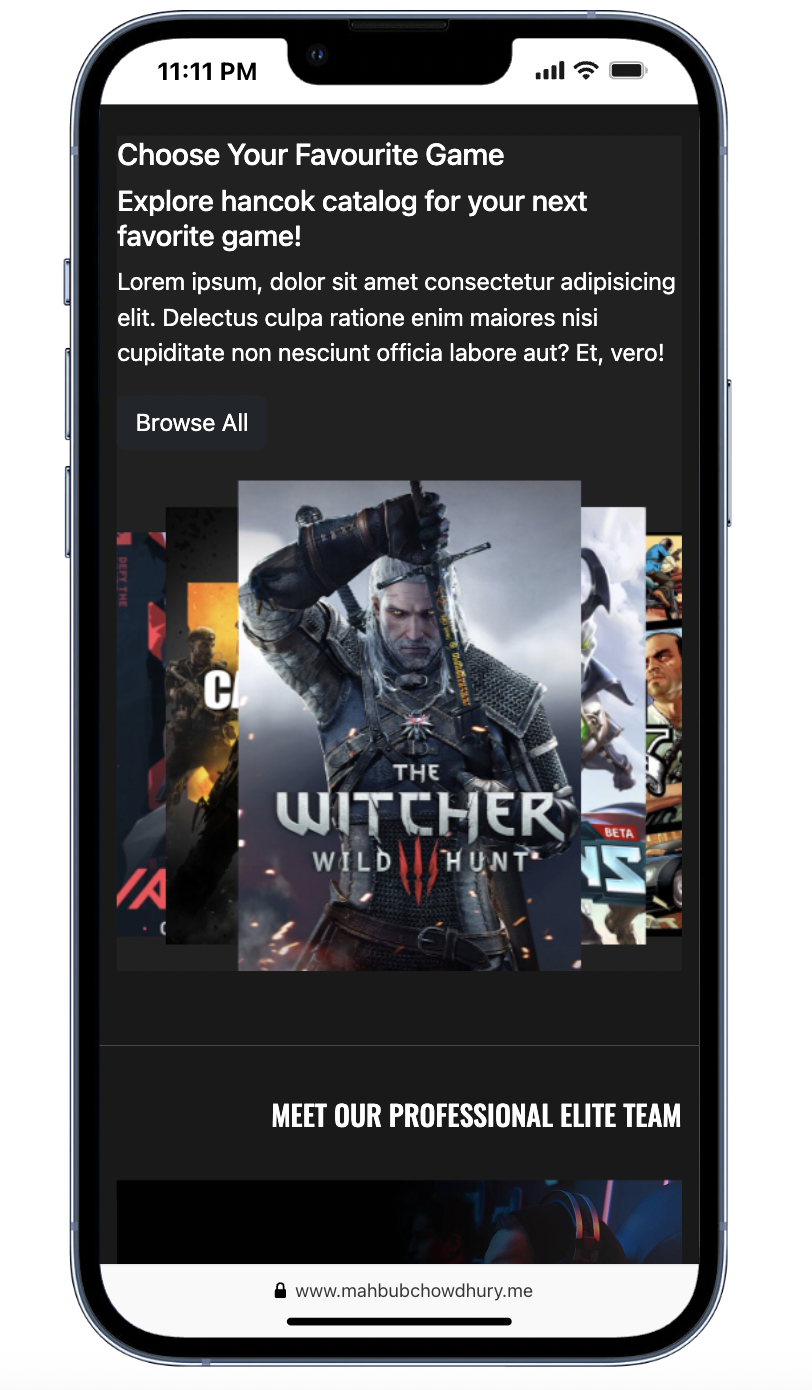 11:11 PM
Choose Your Favourite Game
Explore hancok catalog for your next
favorite game!
Lorem ipsum, dolor sit amet consectetur adipisicing
elit. Delectus culpa ratione enim maiores nisi
cupiditate non nesciunt officia labore aut? Et, vero!
Browse All
DEFY THE
CA
THE
WITCHER
WILD HUNT
BETA
NS
MEET OUR PROFESSIONAL ELITE TEAM
www.mahbubchowdhury.me